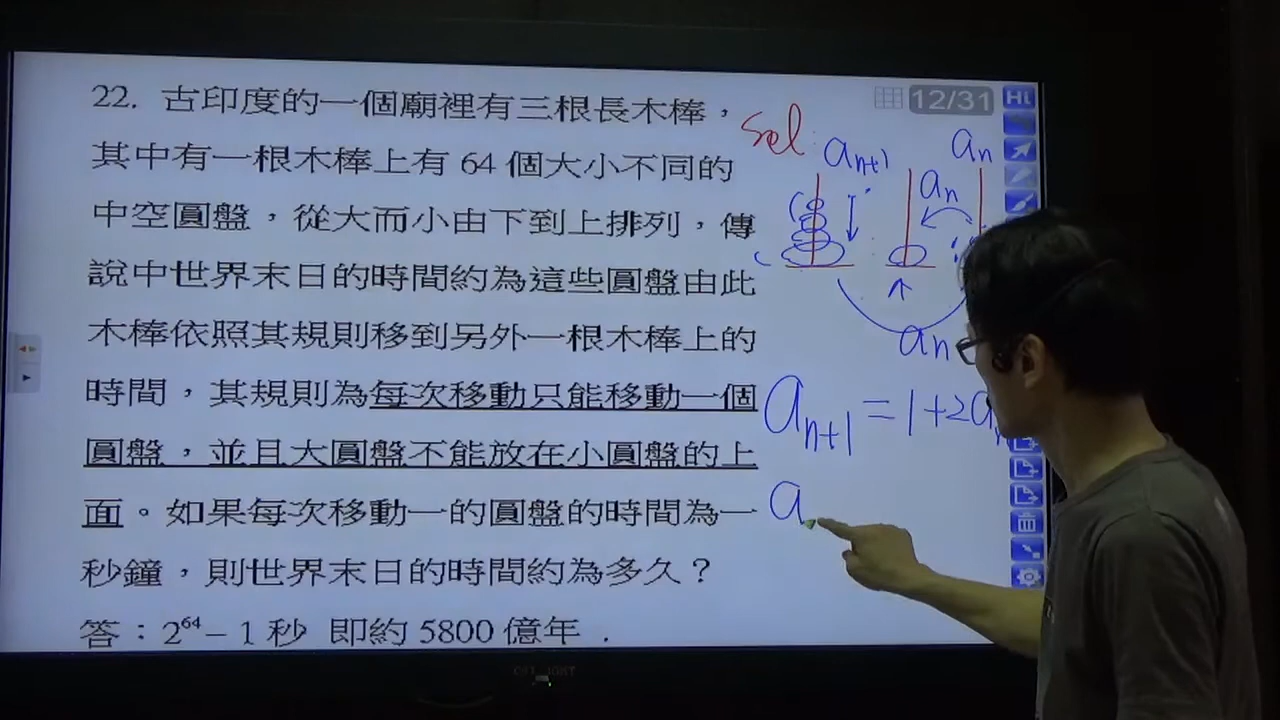 22. 古印度的一個廟裡有三根長木棒，
其中有一根木棒上有 64 個大小不同的
中空圓盤，從大而小由下到上排列，傳
說中世界末日的時間約為這些圓盤由此
木棒依照其規則移到另外一根木棒上的
時間，其規則為每次移動只能移動一個
圓盤，並且大圓盤不能放在小圓盤的上
面。如果每次移動一的圓盤的時間為一
秒鐘，則世界末日的時間約為多久？
答：2^64 – 1 秒 即約 5800 億年 .
12/31
sol:
a_{n+1}
a_n
a_n
a_n
a_{n+1} = 1+2a_n
a